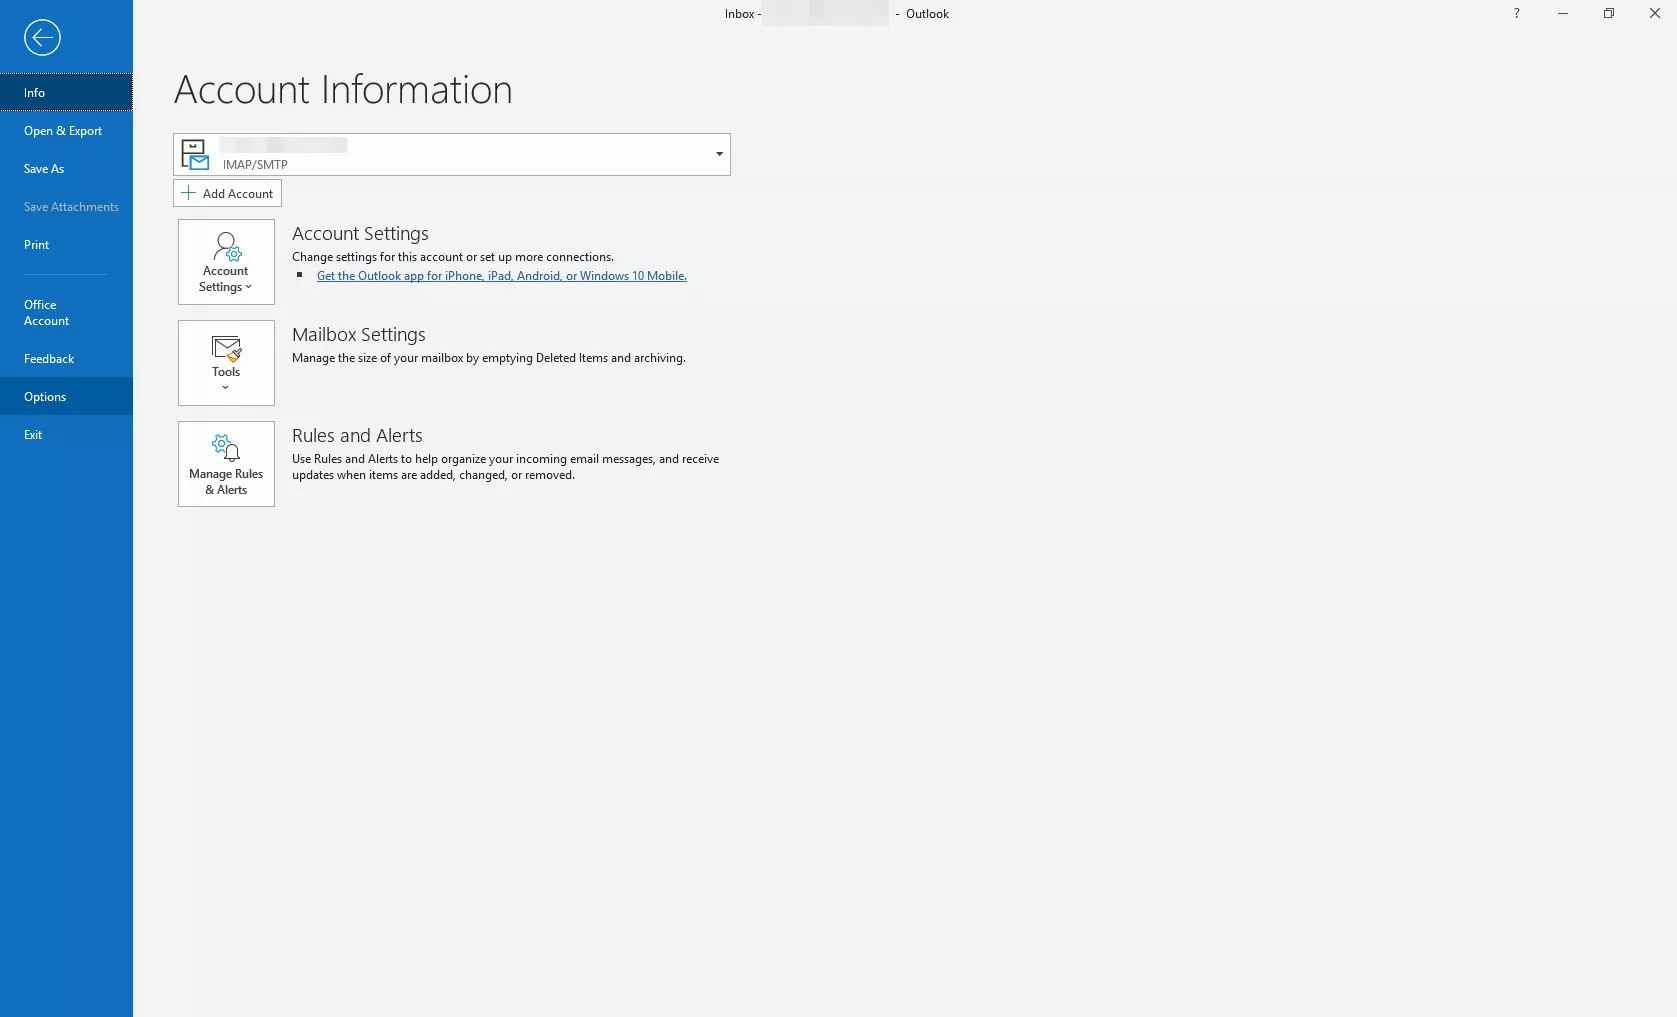 Inbox -  -  Outlook
?
Info
Open & Export
Save As
Save Attachments
Print
Office
Account
Feedback
Options
Exit
Account Information
IMAP/SMTP
Add Account
Account
Settings
Account Settings
Change settings for this account or set up more connections.
Get the Outlook app for iPhone, iPad, Android, or Windows 10 Mobile.
Tools
Mailbox Settings
Manage the size of your mailbox by emptying Deleted Items and archiving.
Manage Rules
& Alerts
Rules and Alerts
Use Rules and Alerts to help organize your incoming email messages, and receive
updates when items are added, changed, or removed.